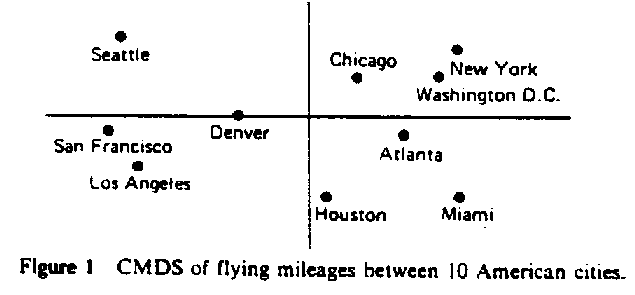 Seattle
Chicago
New York
Washington D.C.
Denver
San Francisco
Atlanta
Los Angeles
Houston
Miami
Figure 1 CMDS of flying mileages between 10 American cities.